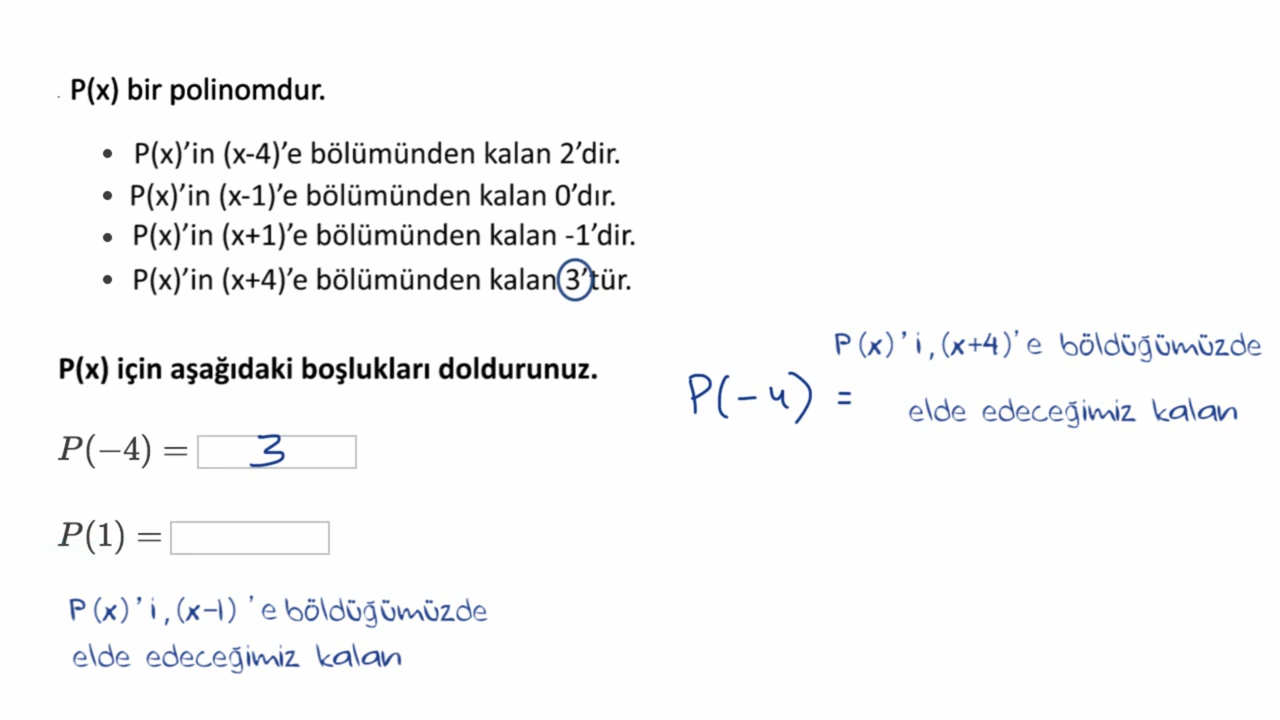 P(x) bir polinomdur.
• P(x)'in (x-4)'e bölümünden kalan 2'dir.
• P(x)'in (x-1)'e bölümünden kalan 0'dır.
• P(x)'in (x+1)'e bölümünden kalan -1'dir.
• P(x)'in (x+4)'e bölümünden kalan 3'tür.
P(x) için aşağıdaki boşlukları doldurunuz.
P(x)'i, (x+4)'e böldüğümüzde
P(-4) = elde edeceğimiz kalan
P(−4) = 3
P(1) =
P(x)'i, (x-1)'e böldüğümüzde
elde edeceğimiz kalan